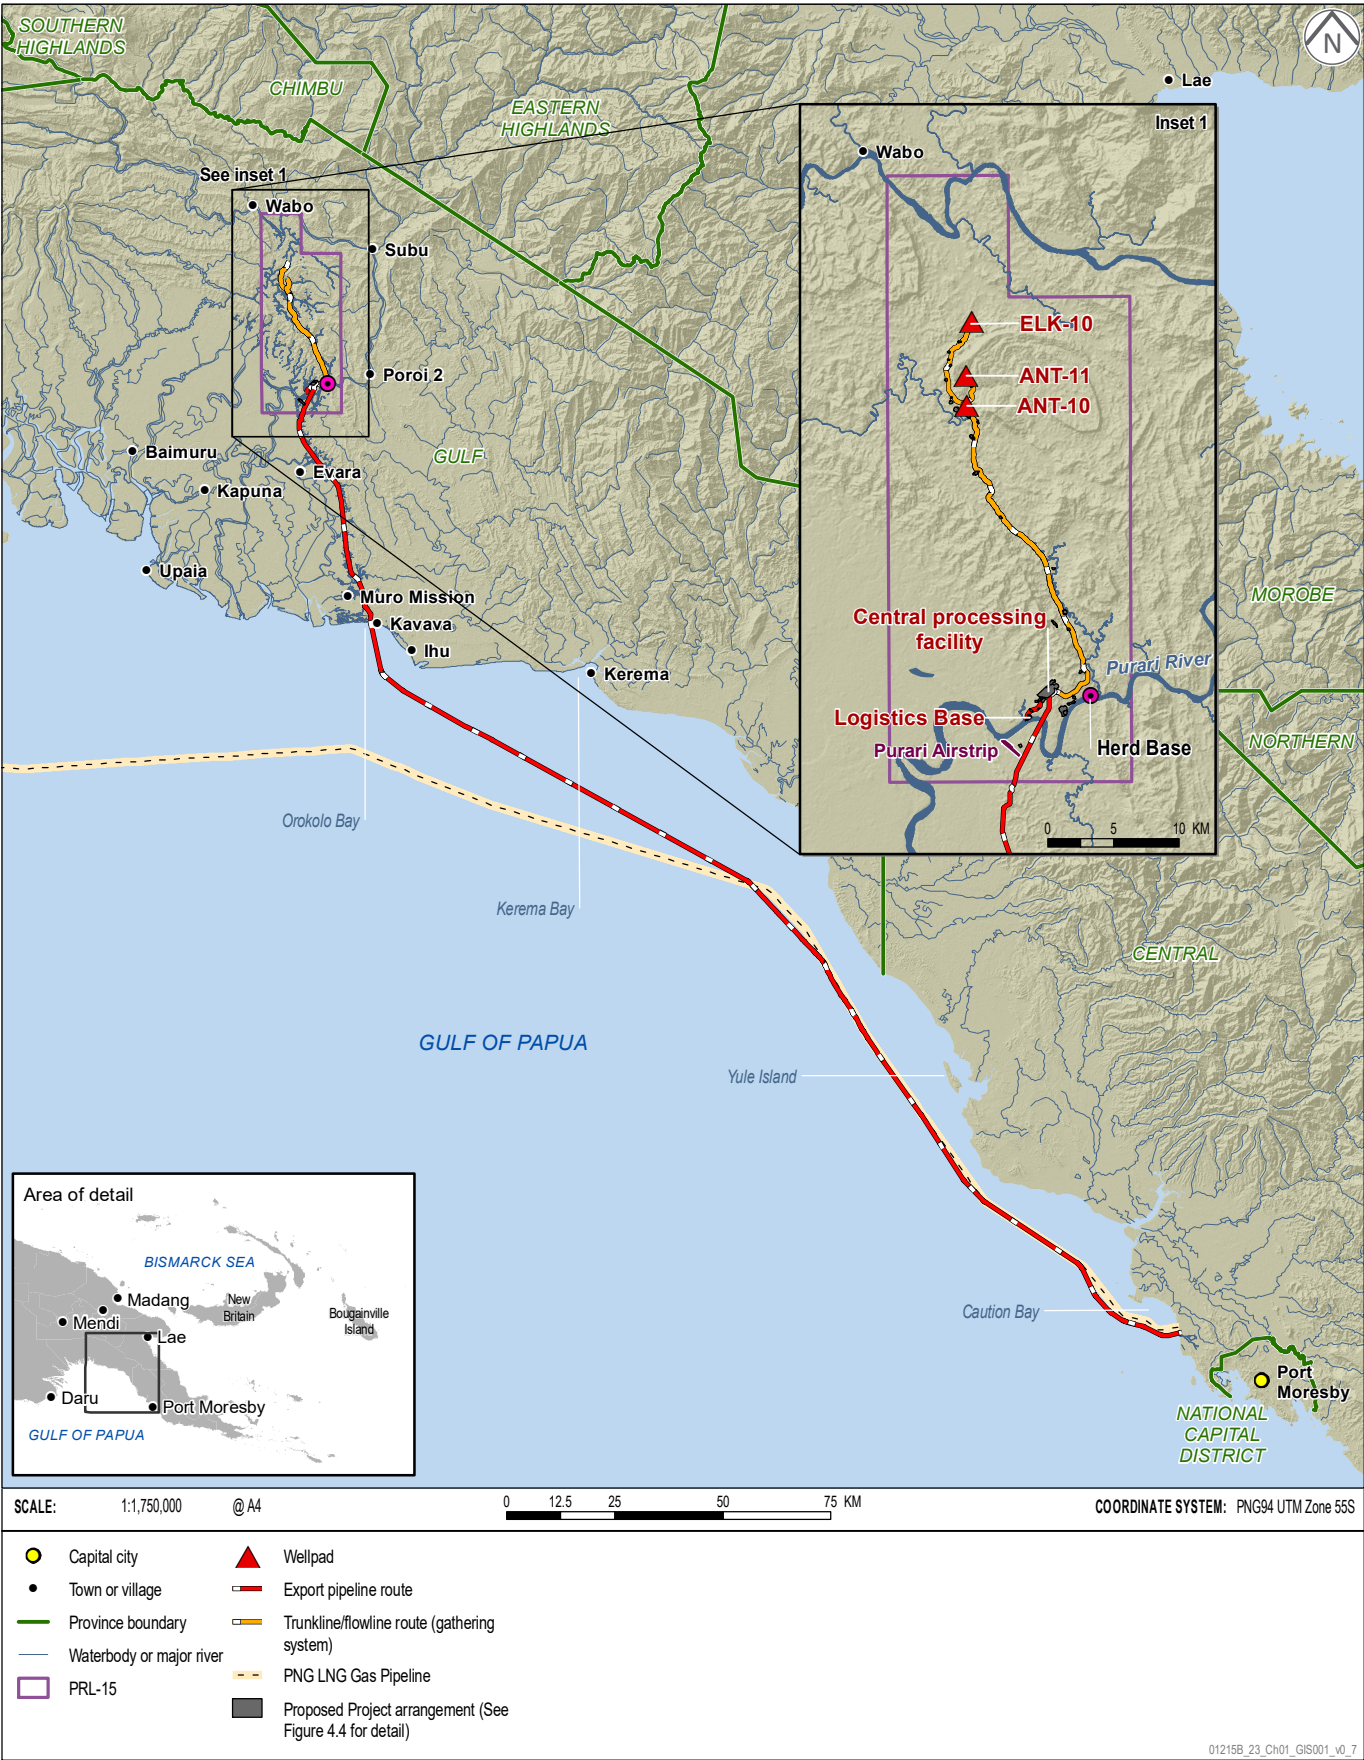 SOUTHERN
HIGHLANDS
CHIMBU
EASTERN
HIGHLANDS
N
Lae
Inset 1
See inset 1
Wabo
Subu
Poroi 2
Baimuru
Kapuna
Evara
GULF
Upaia
Muro Mission
Kavava
Ihu
Kerema
Wabo
ELK-10
ANT-11
ANT-10
Central processing
facility
Purari River
Logistics Base
Purari Airstrip
Herd Base
0 5 10 KM
MOROBE
NORTHERN
CENTRAL
Orokolo Bay
Kerema Bay
GULF OF PAPUA
Yule Island
Caution Bay
Port
Moresby
NATIONAL
CAPITAL
DISTRICT
Area of detail
BISMARCK SEA
Madang
New
Britain
Bougainville
Island
Mendi
Lae
Daru
Port Moresby
GULF OF PAPUA
SCALE: 1:1,750,000 @ A4
0 12.5 25 50 75 KM
COORDINATE SYSTEM: PNG94 UTM Zone 55S
Capital city
Town or village
Province boundary
Waterbody or major river
PRL-15
Wellpad
Export pipeline route
Trunkline/flowline route (gathering
system)
PNG LNG Gas Pipeline
Proposed Project arrangement (See
Figure 4.4 for detail)
01215B_23_Ch01_GIS001_v0_7